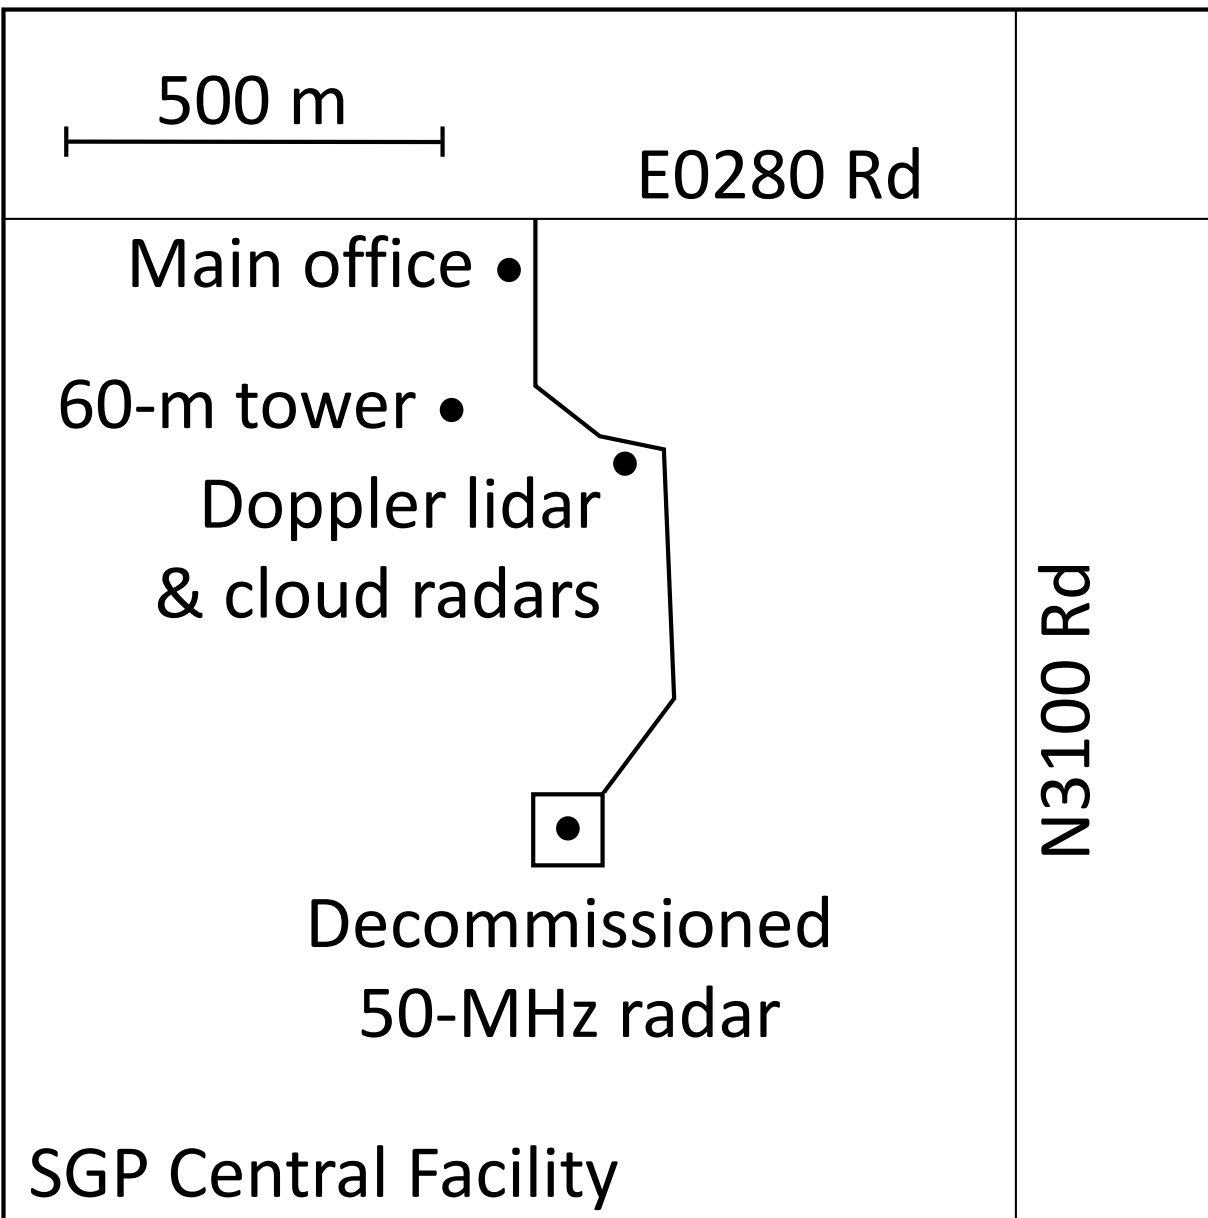 500 m
E0280 Rd
Main office
60-m tower
Doppler lidar
& cloud radars
N3100 Rd
Decommissioned
50-MHz radar
SGP Central Facility